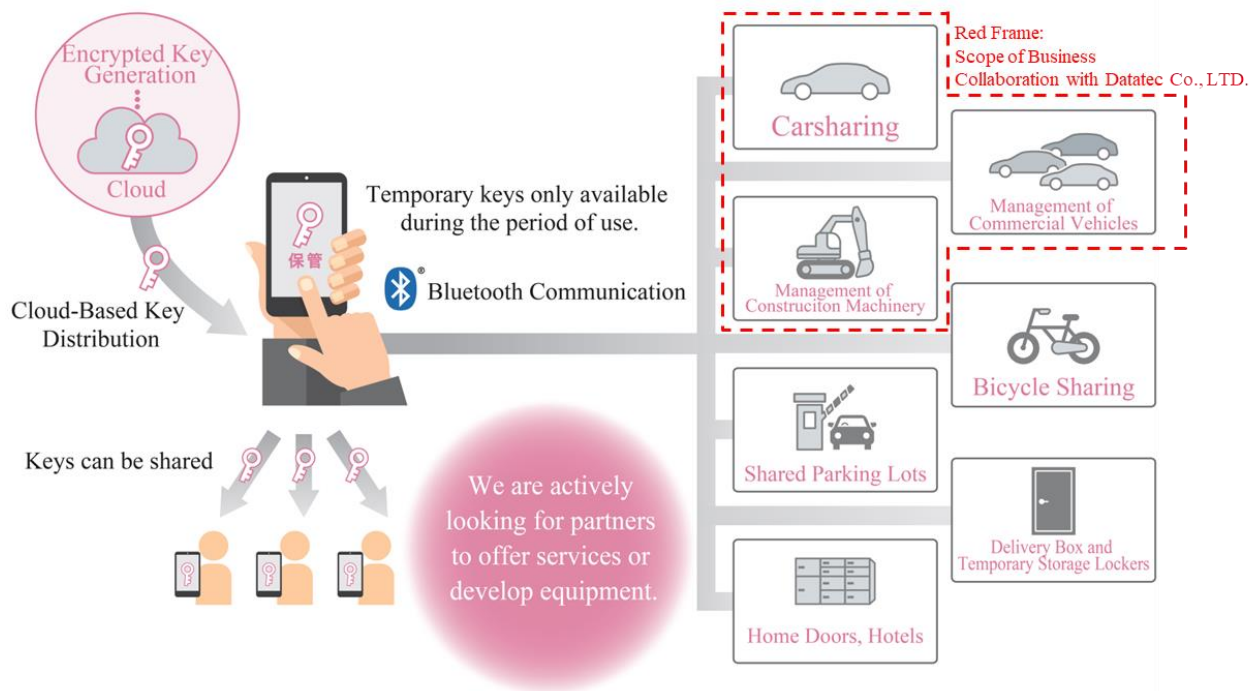 Encrypted Key
Generation
Cloud
Cloud-Based Key
Distribution
保管
Temporary keys only available
during the period of use.
® Bluetooth Communication
Keys can be shared
We are actively
looking for partners
to offer services or
develop equipment.
Red Frame:
Scope of Business
Collaboration with Datatec Co., LTD.
Carsharing
Management of
Commercial Vehicles
Management of
Construciton Machinery
Bicycle Sharing
Shared Parking Lots
Delivery Box and
Temporary Storage Lockers
Home Doors, Hotels